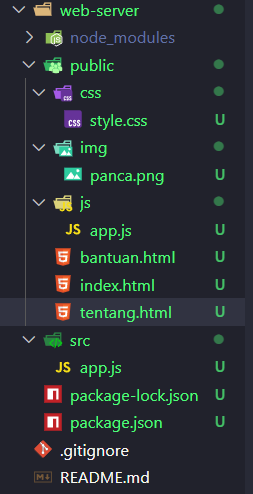 web-server
node_modules
public
css
style.css U
img
panca.png U
js
app.js U
bantuan.html U
index.html U
tentang.html U
src
app.js U
package-lock.json U
package.json U
.gitignore
README.md